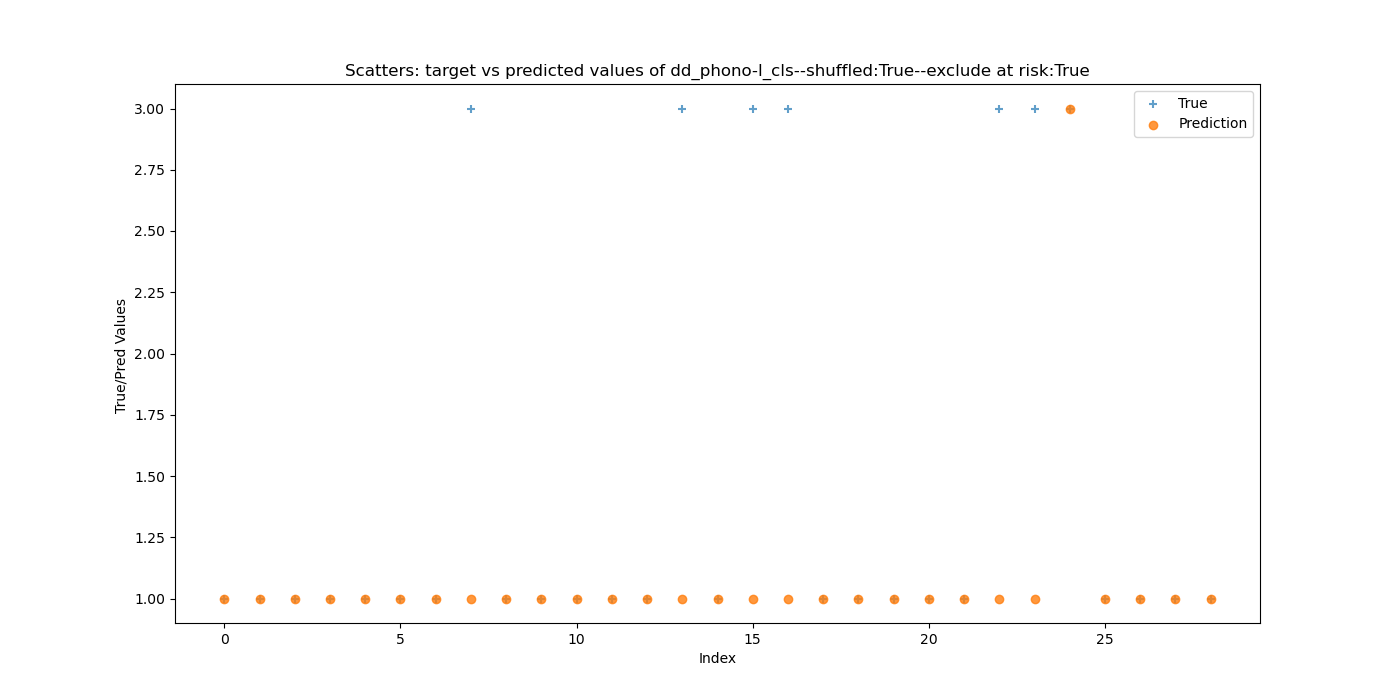 Scatters: target vs predicted values of dd_phono-l_cls--shuffled:True--exclude at risk:True
True
Prediction
3.00
2.75
2.50
2.25
2.00
1.75
1.50
1.25
1.00
True/Pred Values
0 5 10 15 20 25
Index